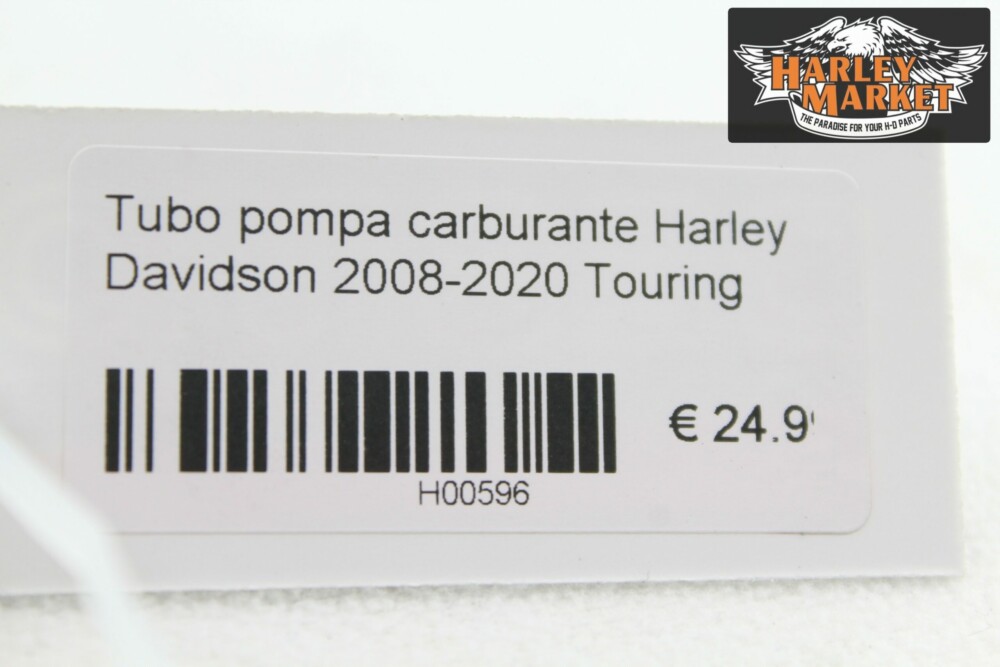 HARLEY
MARKET
THE PARADISE FOR YOUR H-D PARTS
Tubo pompa carburante Harley
Davidson 2008-2020 Touring
€ 24.9
H00596